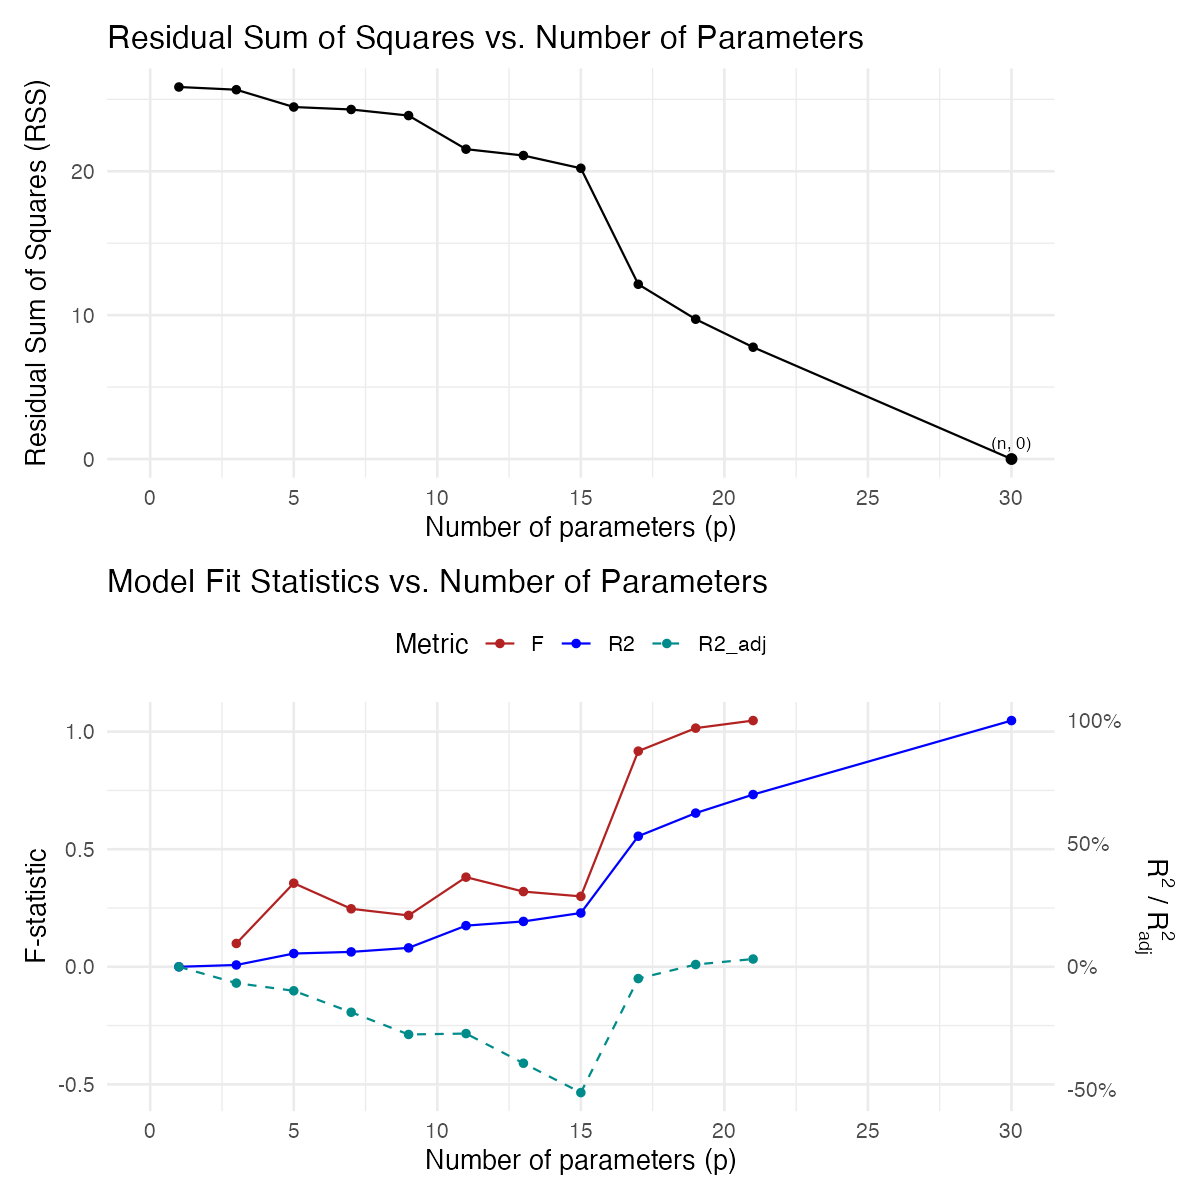 Residual Sum of Squares vs. Number of Parameters
Residual Sum of Squares (RSS)
20
10
0
(n, 0)
0 5 10 15 20 25 30
Number of parameters (p)
Model Fit Statistics vs. Number of Parameters
Metric F R2 R2_adj
F-statistic
1.0
0.5
0.0
-0.5
100%
50%
0%
-50%
R² / R²adj
0 5 10 15 20 25 30
Number of parameters (p)